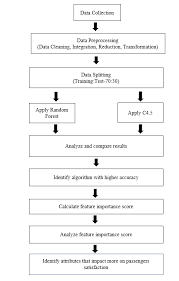 Data Collection
Data Preprocessing
(Data Cleaning, Integration, Reduction, Transformation)
Data Splitting
(Training Test-70:30)
Apply Random
Forest
Apply C4.5
Analyze and compare results
Identify algorithm with higher accuracy
Calculate feature importance score
Analyze feature importance score
Identify attributes that impact more on passengers
satisfaction